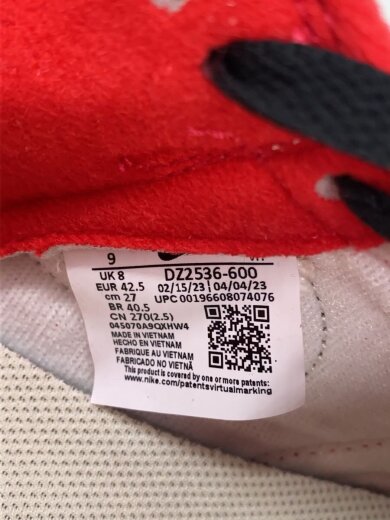 9
UK 8 DZ2536-600
EUR 42.5 02/15/23 04/04/23
cm 27 UPC 00196608074076
BR 40.5
CN 270(2.5)
045070A9QXHW4
MADE IN VIETNAM
HECHO EN VIETNAM
FABRIQUE AU VIETNAM
FABRICADO NO VIETNÃ
This product is covered by one or more patents:
www.nike.com/patentsvirtualmarking